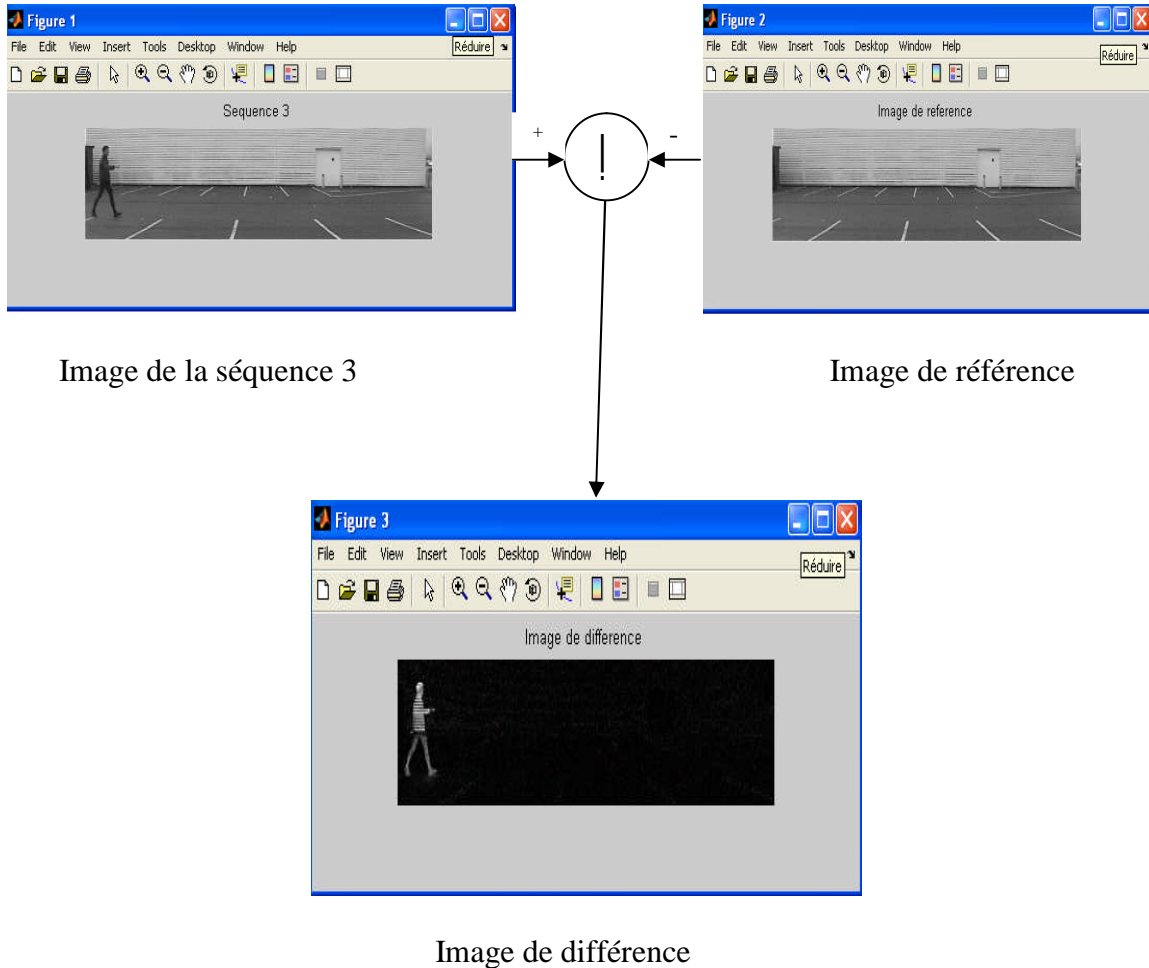 Figure 1
File Edit View Insert Tools Desktop Window Help
Réduire
Sequence 3
Figure 2
File Edit View Insert Tools Desktop Window Help
Réduire
Image de reference
+
!
-
Image de la séquence 3
Image de référence
Figure 3
File Edit View Insert Tools Desktop Window Help
Réduire
Image de difference
Image de différence